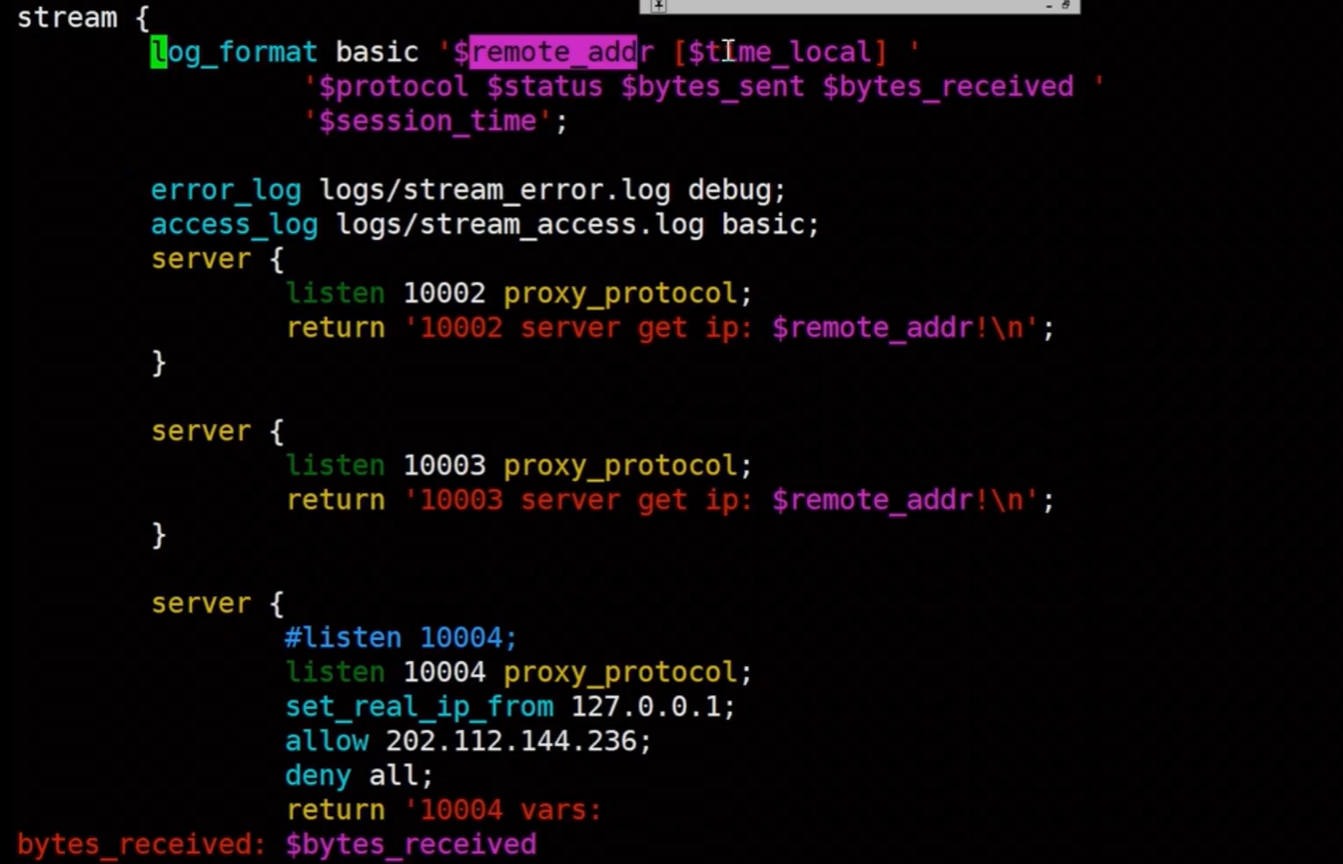 stream {
log_format basic '$remote_addr [$time_local] '
'$protocol $status $bytes_sent $bytes_received '
'$session_time';
error_log logs/stream_error.log debug;
access_log logs/stream_access.log basic;
server {
listen 10002 proxy_protocol;
return '10002 server get ip: $remote_addr!\n';
}
server {
listen 10003 proxy_protocol;
return '10003 server get ip: $remote_addr!\n';
}
server {
#listen 10004;
listen 10004 proxy_protocol;
set_real_ip_from 127.0.0.1;
allow 202.112.144.236;
deny all;
return '10004 vars:
bytes_received: $bytes_received